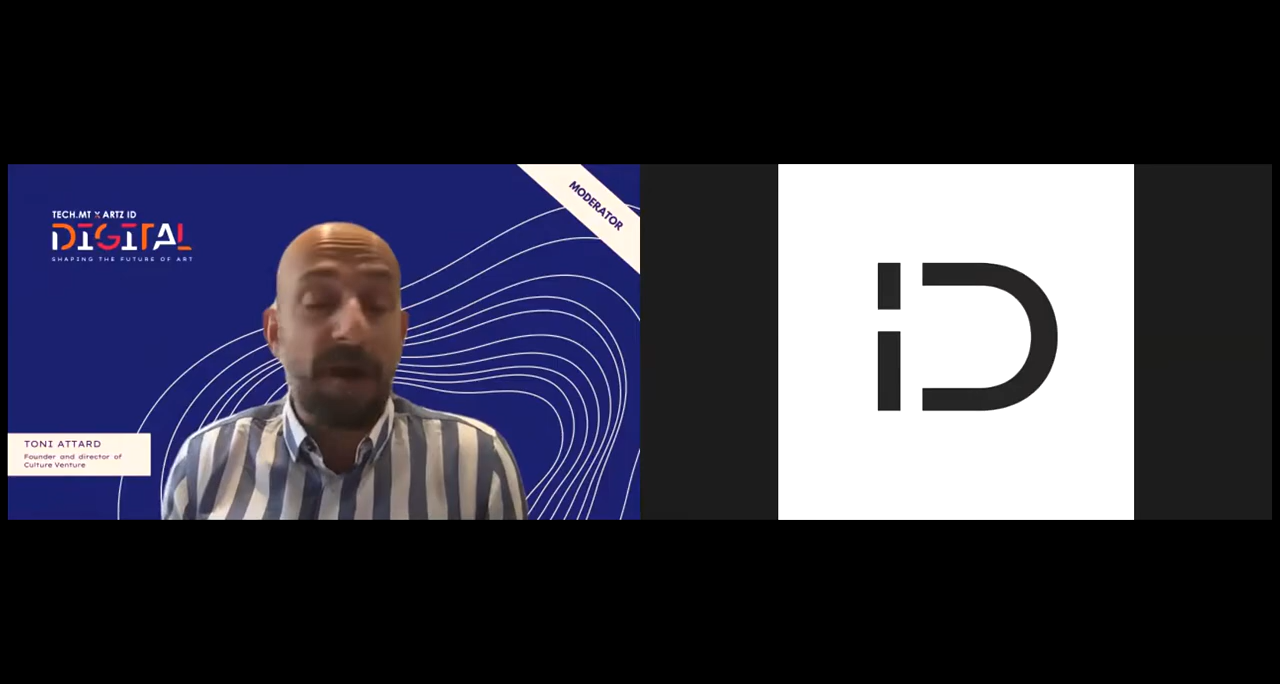 TECH.MT X ARTZ ID
DIGITAL
SHAPING THE FUTURE OF ART
MODERATOR
TONI ATTARD
Founder and director of
Culture Venture
iD